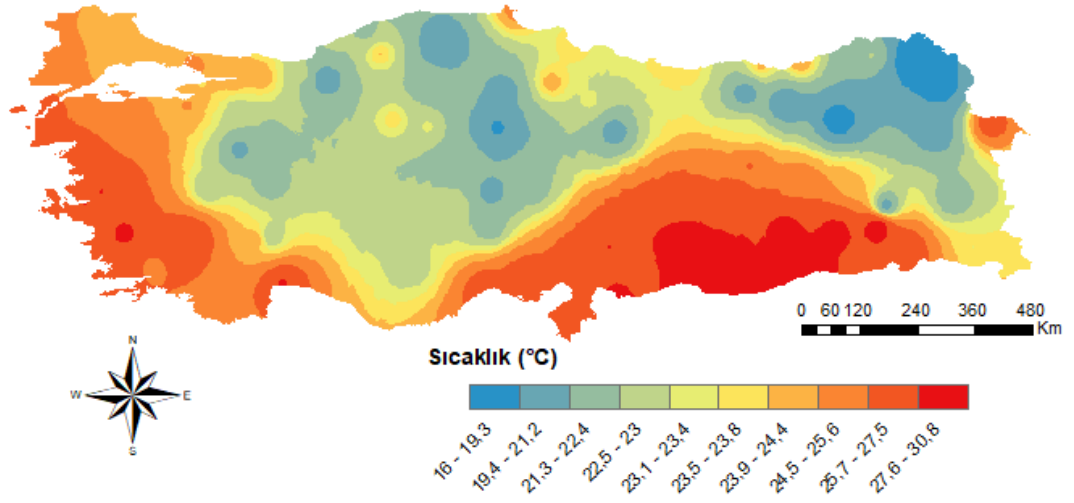 0 60 120 240 360 480
Km
Sıcaklık (°C)
N
W E
S
16 - 19,3
19,4 - 21,2
21,3 - 22,4
22,5 - 23
23,1 - 23,4
23,5 - 23,8
23,9 - 24,4
24,5 - 25,6
25,7 - 27,5
27,6 - 30,8